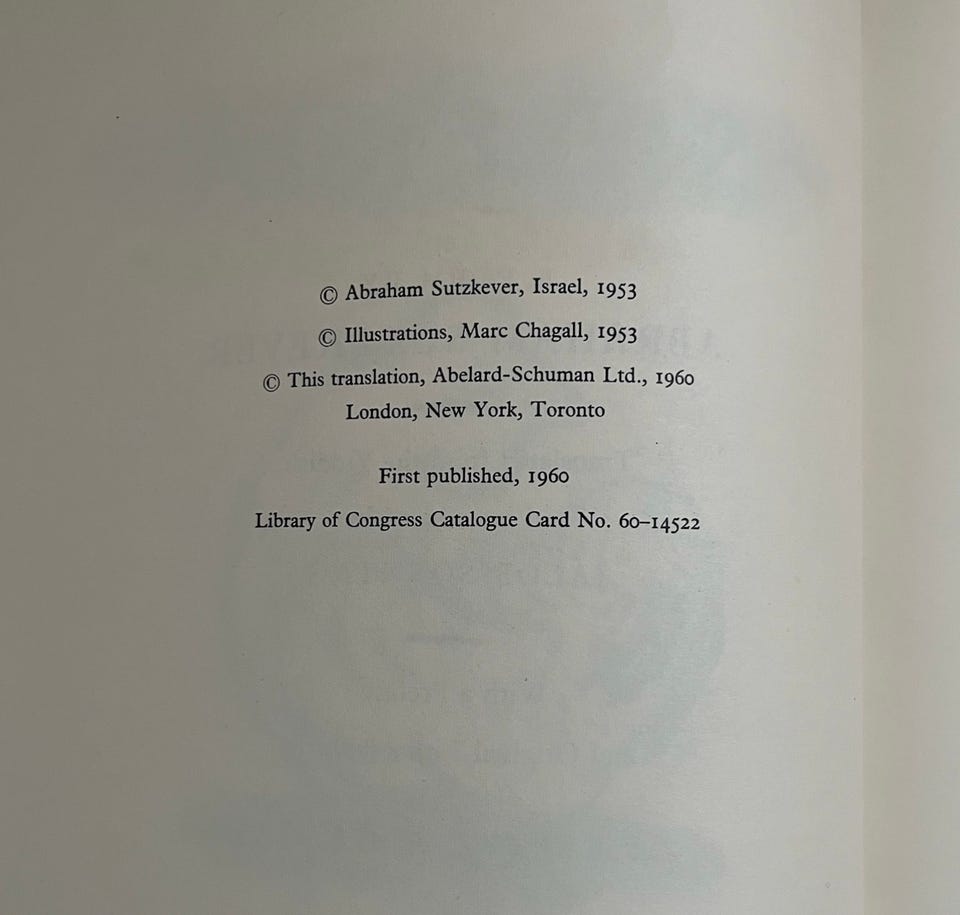 © Abraham Sutzkever, Israel, 1953
© Illustrations, Marc Chagall, 1953
© This translation, Abelard-Schuman Ltd., 1960
London, New York, Toronto
First published, 1960
Library of Congress Catalogue Card No. 60–14522